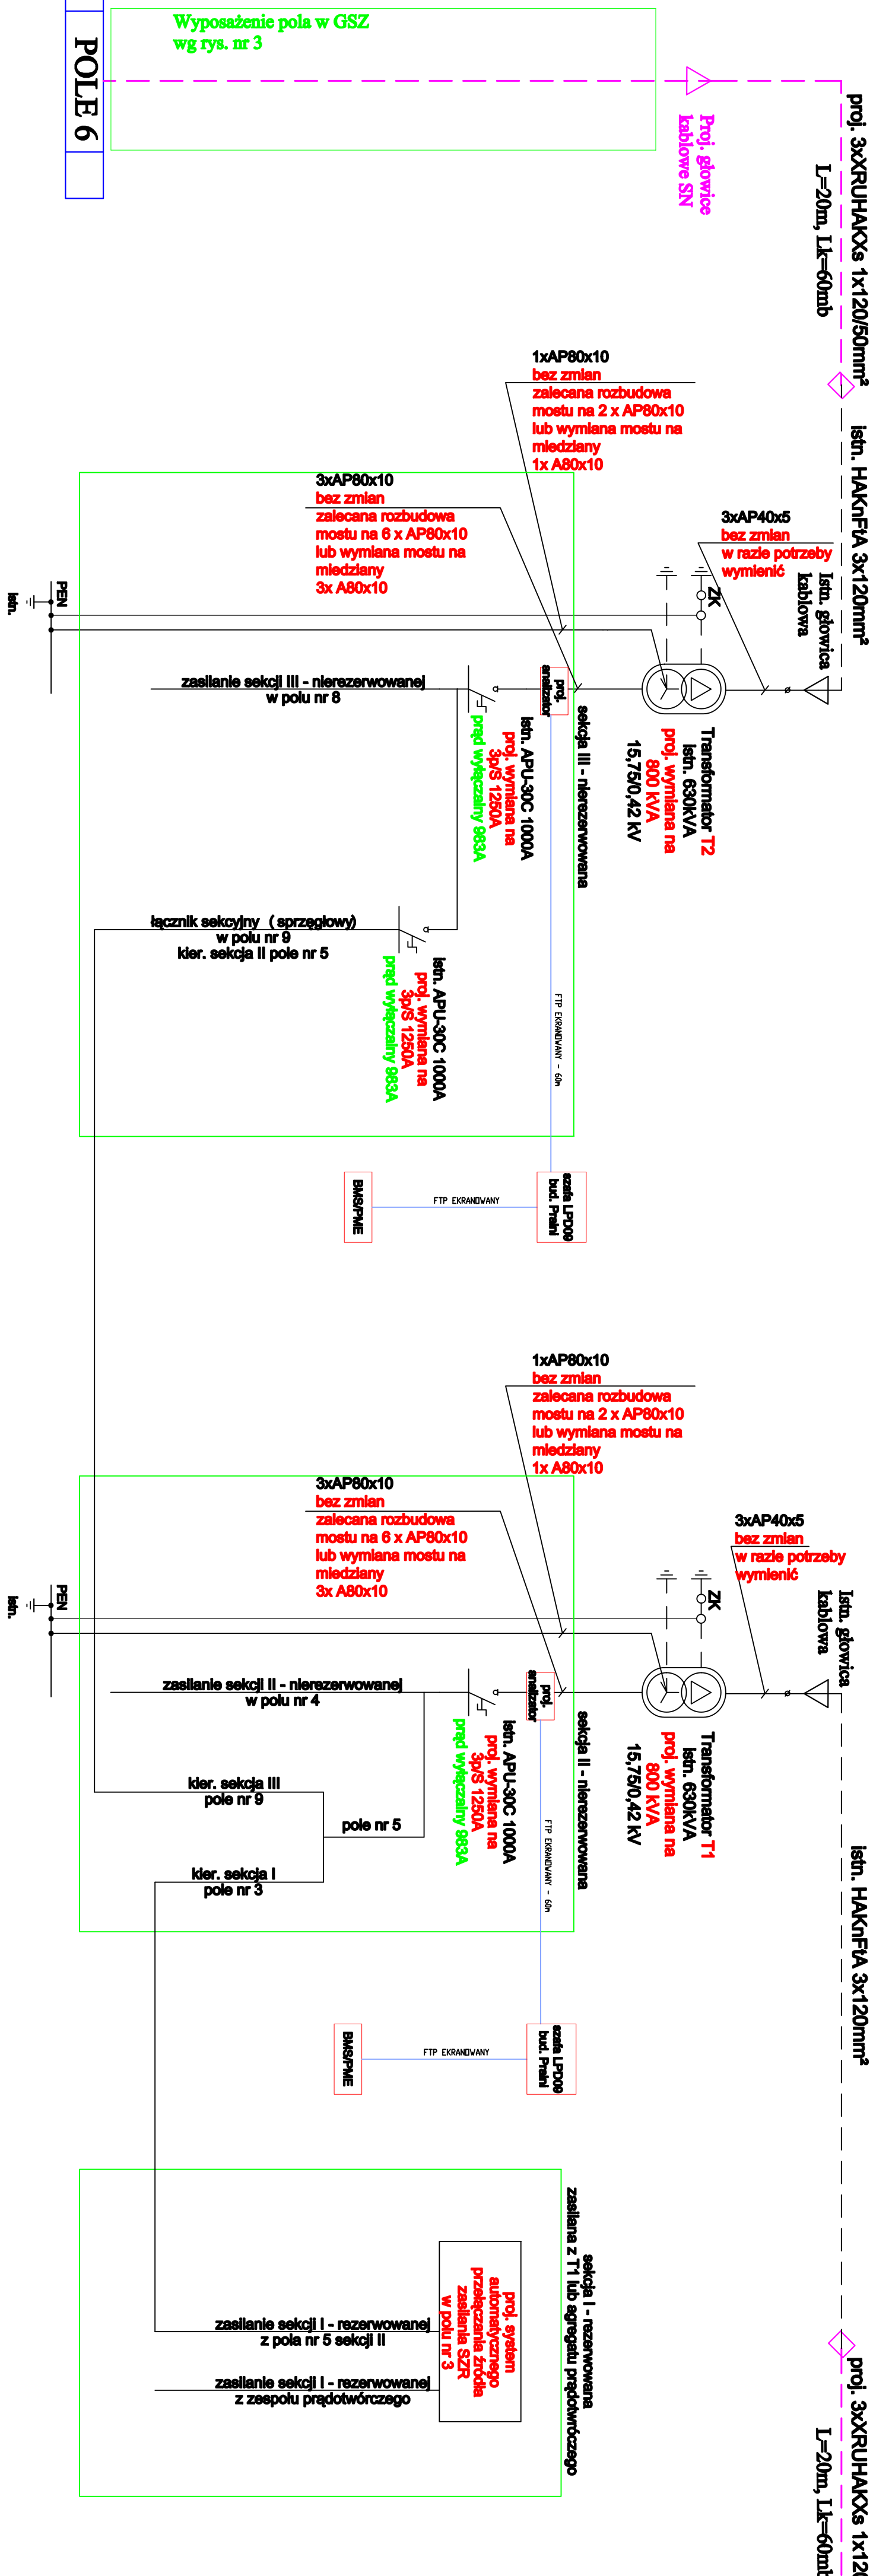 Wyposażenie pola w GSZ
wg rys. nr 3
POLE 6
Proj. głowice
kablowe SN
proj. 3xXRUHAKXs 1x120/50mm²
L=20m, Lk=60mb
istn. HAKnFtA 3x120mm²
1xAP80x10
bez zmian
zalecana rozbudowa
mostu na 2 x AP80x10
lub wymiana mostu na
miedziany
1x A80x10
3xAP80x10
bez zmian
zalecana rozbudowa
mostu na 6 x AP80x10
lub wymiana mostu na
miedziany
3x A80x10
3xAP40x5
bez zmian
w razie potrzeby
wymienić
Istn. głowica
kablowa
ZK
PEN
istn.
Transformator T2
istn. 630kVA
proj. wymiana na
800 kVA
15,75/0,42 kV
proj.
analizator
sekcja III - nierezerwowana
zasilanie sekcji III - nierezerwowanej
w polu nr 8
istn. APU-30C 1000A
proj. wymiana na
3p/S 1250A
prąd wyłączalny 983A
łącznik sekcyjny ( sprzęgłowy)
w polu nr 9
kier. sekcja II pole nr 5
istn. APU-30C 1000A
proj. wymiana na
3p/S 1250A
prąd wyłączalny 983A
FTP EKRANOWANY - 60m
szafa LPD09
bud. Pralni
FTP EKRANOWANY
BMS/PME
1xAP80x10
bez zmian
zalecana rozbudowa
mostu na 2 x AP80x10
lub wymiana mostu na
miedziany
1x A80x10
3xAP80x10
bez zmian
zalecana rozbudowa
mostu na 6 x AP80x10
lub wymiana mostu na
miedziany
3x A80x10
3xAP40x5
bez zmian
w razie potrzeby
wymienić
Istn. głowica
kablowa
ZK
PEN
istn.
Transformator T1
istn. 630kVA
proj. wymiana na
800 kVA
15,75/0,42 kV
istn. HAKnFtA 3x120mm²
proj.
analizator
sekcja II - nierezerwowana
zasilanie sekcji II - nierezerwowanej
w polu nr 4
istn. APU-30C 1000A
proj. wymiana na
3p/S 1250A
prąd wyłączalny 983A
kier. sekcja III
pole nr 9
pole nr 5
kier. sekcja I
pole nr 3
FTP EKRANOWANY - 60m
szafa LPD09
bud. Pralni
FTP EKRANOWANY
BMS/PME
sekcja I - rezerwowana
zasilana z T1 lub agregatu prądotwróczego
proj. system
automatycznego
przełączania źródła
zasilania SZR
w polu nr 3
zasilanie sekcji I - rezerwowanej
z pola nr 5 sekcji II
zasilanie sekcji I - rezerwowanej
z zespołu prądotwórczego
proj. 3xXRUHAKXs 1x120
L=20m, Lk=60mb